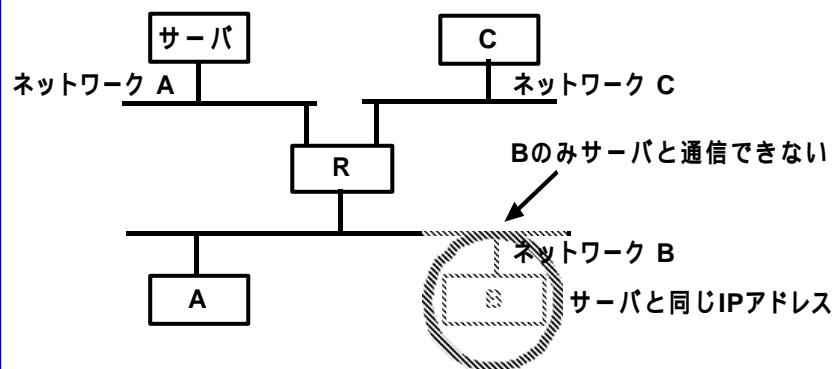 サーバ
C
ネットワーク A
ネットワーク C
R
Bのみサーバと通信できない
ネットワーク B
A
B
サーバと同じIPアドレス